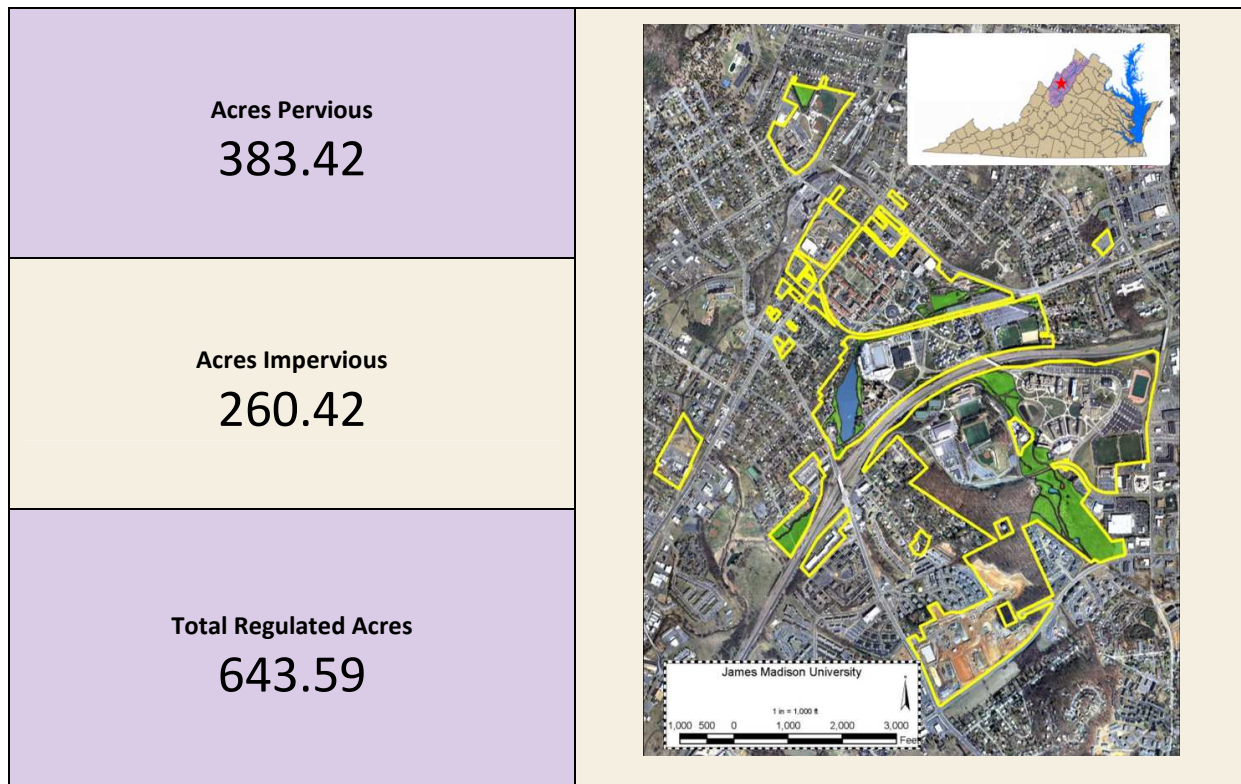 Acres Pervious
383.42
Acres Impervious
260.42
Total Regulated Acres
643.59
James Madison University
1 in = 1,000 ft
1,000 500 0 1,000 2,000 3,000
Feet